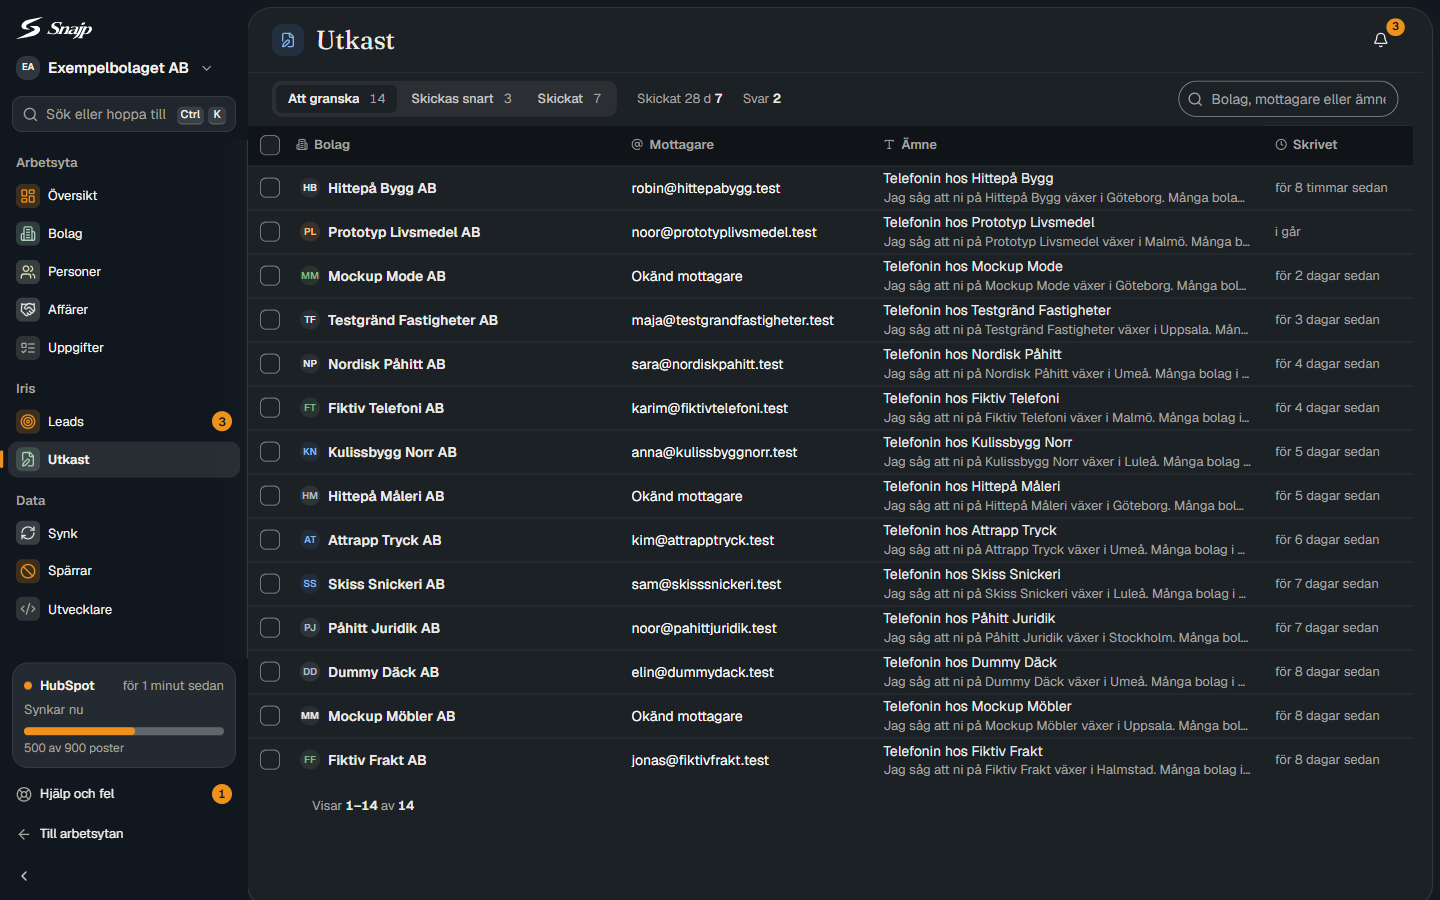 Snajp
EA Exempelbolaget AB
Sök eller hoppa till Ctrl K
Arbetsyta
Översikt
Bolag
Personer
Affärer
Uppgifter
Iris
Leads 3
Utkast
Data
Synk
Spärrar
Utvecklare
HubSpot för 1 minut sedan
Synkar nu
500 av 900 poster
Hjälp och fel 1
Till arbetsytan
Utkast
3
Att granska 14 Skickas snart 3 Skickat 7 Skickat 28 d 7 Svar 2
Bolag, mottagare eller ämne
Bolag Mottagare Ämne Skrivet
HB Hittepå Bygg AB robin@hittepabygg.test Telefonin hos Hittepå Bygg för 8 timmar sedan
Jag såg att ni på Hittepå Bygg växer i Göteborg. Många bola...
PL Prototyp Livsmedel AB noor@prototyplivsmedel.test Telefonin hos Prototyp Livsmedel i går
Jag såg att ni på Prototyp Livsmedel växer i Malmö. Många b...
MM Mockup Mode AB Okänd mottagare Telefonin hos Mockup Mode för 2 dagar sedan
Jag såg att ni på Mockup Mode växer i Göteborg. Många bol...
TF Testgränd Fastigheter AB maja@testgrandfastigheter.test Telefonin hos Testgränd Fastigheter för 3 dagar sedan
Jag såg att ni på Testgränd Fastigheter växer i Uppsala. Mån...
NP Nordisk Påhitt AB sara@nordiskpahitt.test Telefonin hos Nordisk Påhitt för 4 dagar sedan
Jag såg att ni på Nordisk Påhitt växer i Umeå. Många bolag i ...
FT Fiktiv Telefoni AB karim@fiktivtelefoni.test Telefonin hos Fiktiv Telefoni för 4 dagar sedan
Jag såg att ni på Fiktiv Telefoni växer i Malmö. Många bolag i...
KN Kulissbygg Norr AB anna@kulissbyggnorr.test Telefonin hos Kulissbygg Norr för 5 dagar sedan
Jag såg att ni på Kulissbygg Norr växer i Luleå. Många bolag ...
HM Hittepå Måleri AB Okänd mottagare Telefonin hos Hittepå Måleri för 5 dagar sedan
Jag såg att ni på Hittepå Måleri växer i Göteborg. Många bol...
AT Attrapp Tryck AB kim@attrapptryck.test Telefonin hos Attrapp Tryck för 6 dagar sedan
Jag såg att ni på Attrapp Tryck växer i Umeå. Många bolag i ...
SS Skiss Snickeri AB sam@skisssnickeri.test Telefonin hos Skiss Snickeri för 7 dagar sedan
Jag såg att ni på Skiss Snickeri växer i Luleå. Många bolag i ...
PJ Påhitt Juridik AB noor@pahittjuridik.test Telefonin hos Påhitt Juridik för 7 dagar sedan
Jag såg att ni på Påhitt Juridik växer i Stockholm. Många bol...
DD Dummy Däck AB elin@dummydack.test Telefonin hos Dummy Däck för 8 dagar sedan
Jag såg att ni på Dummy Däck växer i Umeå. Många bolag i ...
MM Mockup Möbler AB Okänd mottagare Telefonin hos Mockup Möbler för 8 dagar sedan
Jag såg att ni på Mockup Möbler växer i Uppsala. Många bol...
FF Fiktiv Frakt AB jonas@fiktivfrakt.test Telefonin hos Fiktiv Frakt för 8 dagar sedan
Jag såg att ni på Fiktiv Frakt växer i Halmstad. Många bolag i...
Visar 1–14 av 14